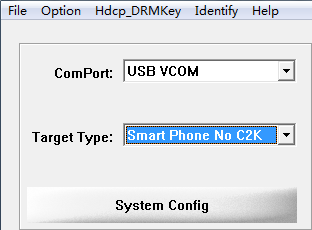 File Option Hdcp_DRMKey Identify Help
ComPort: USB VCOM
Target Type: Smart Phone No C2K
System Config